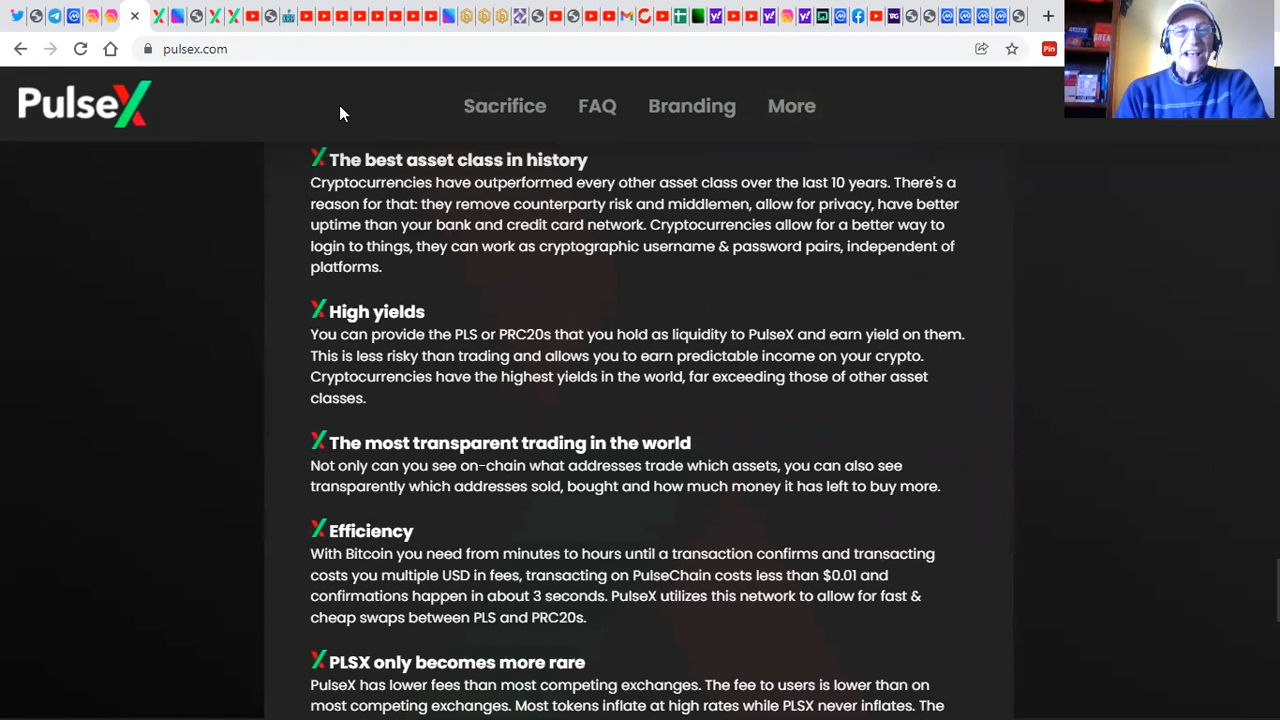 pulsex.com
Pin
PulseX
Sacrifice FAQ Branding More
The best asset class in history
Cryptocurrencies have outperformed every other asset class over the last 10 years. There's a
reason for that: they remove counterparty risk and middlemen, allow for privacy, have better
uptime than your bank and credit card network. Cryptocurrencies allow for a better way to
login to things, they can work as cryptographic username & password pairs, independent of
platforms.
High yields
You can provide the PLS or PRC20s that you hold as liquidity to PulseX and earn yield on them.
This is less risky than trading and allows you to earn predictable income on your crypto.
Cryptocurrencies have the highest yields in the world, far exceeding those of other asset
classes.
The most transparent trading in the world
Not only can you see on-chain what addresses trade which assets, you can also see
transparently which addresses sold, bought and how much money it has left to buy more.
Efficiency
With Bitcoin you need from minutes to hours until a transaction confirms and transacting
costs you multiple USD in fees, transacting on PulseChain costs less than $0.01 and
confirmations happen in about 3 seconds. PulseX utilizes this network to allow for fast &
cheap swaps between PLS and PRC20s.
PLSX only becomes more rare
PulseX has lower fees than most competing exchanges. The fee to users is lower than on
most competing exchanges. Most tokens inflate at high rates while PLSX never inflates. The